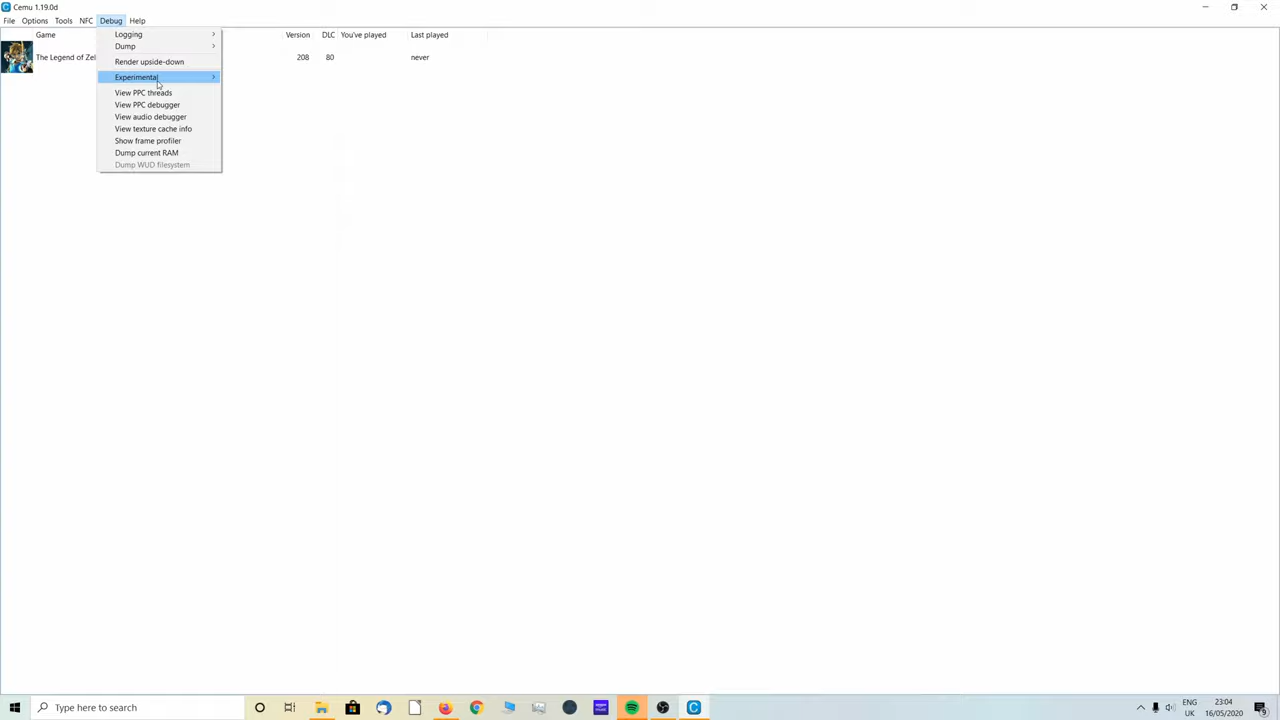 Cemu 1.19.0d
File Options Tools NFC Debug Help
Game Version DLC You've played Last played
The Legend of Zel 208 80 never
Logging
Dump
Render upside-down
Experimental
View PPC threads
View PPC debugger
View audio debugger
View texture cache info
Show frame profiler
Dump current RAM
Dump WUD filesystem
Type here to search
ENG 23:04
UK 16/05/2020